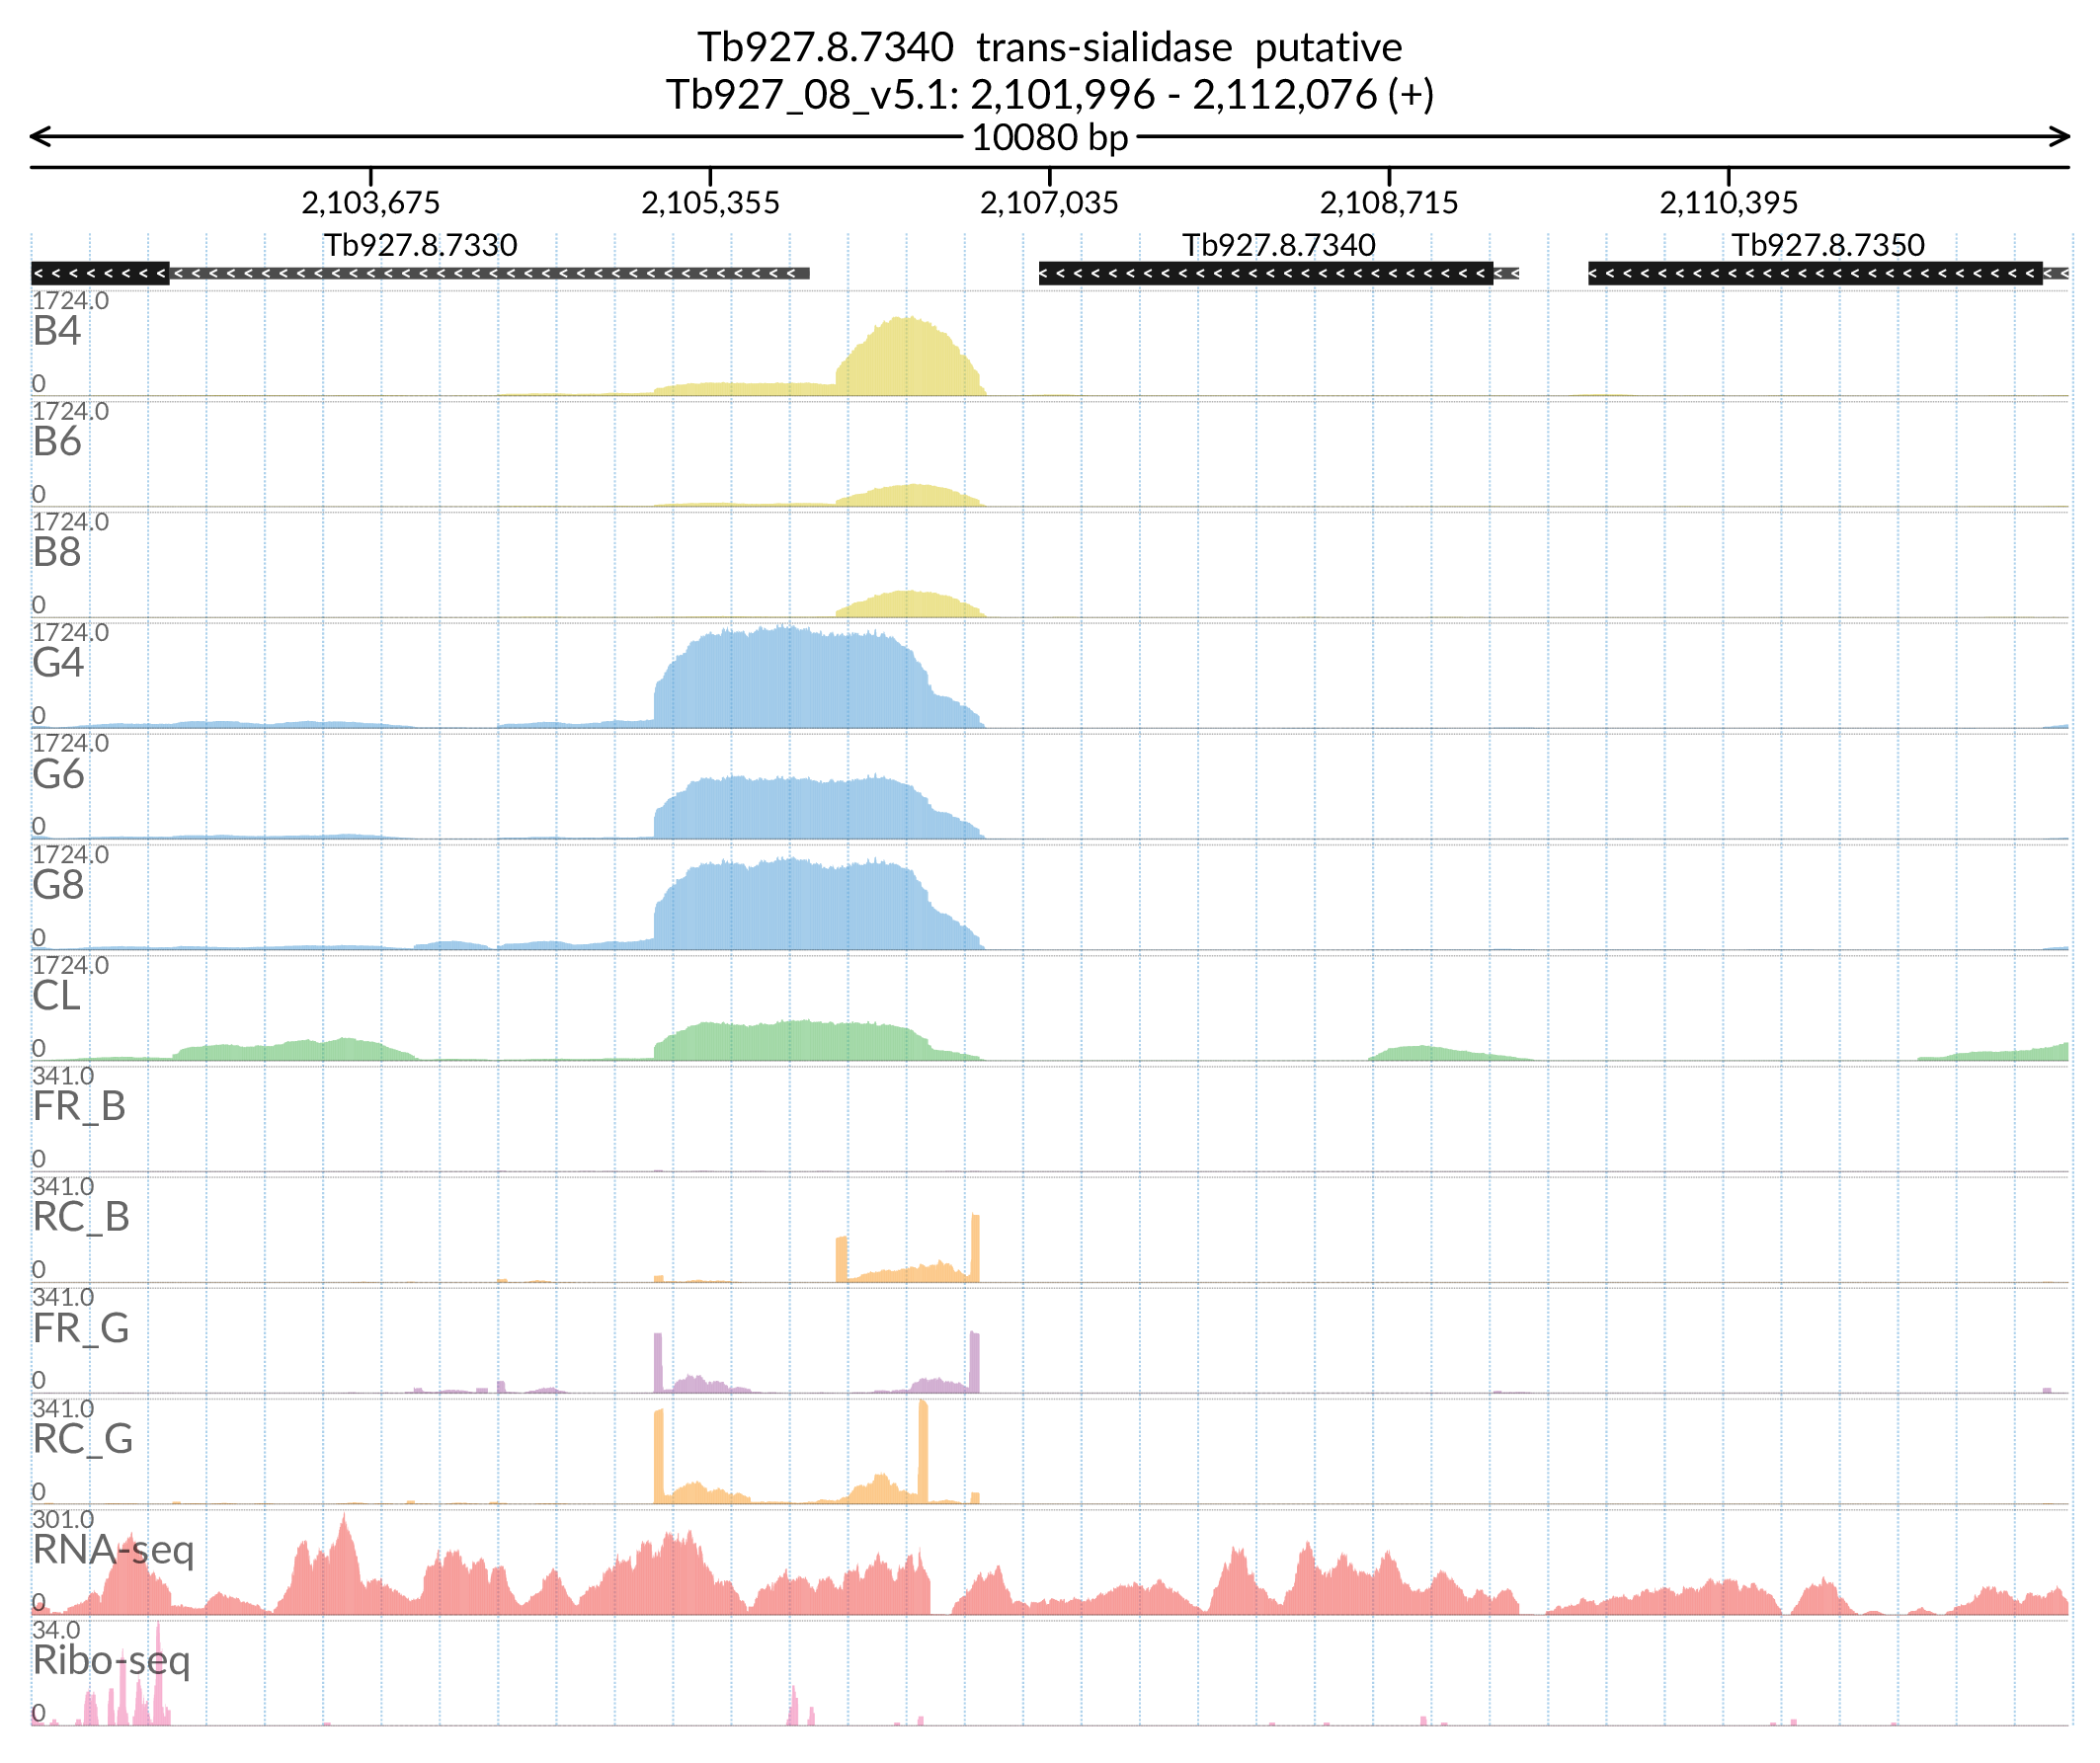 Tb927.8.7340 trans-sialidase putative
Tb927_08_v5.1: 2,101,996 - 2,112,076 (+)
10080 bp
2,103,675 2,105,355 2,107,035 2,108,715 2,110,395
Tb927.8.7330 Tb927.8.7340 Tb927.8.7350
1724.0
B4
0
1724.0
B6
0
1724.0
B8
0
1724.0
G4
0
1724.0
G6
0
1724.0
G8
0
1724.0
CL
0
341.0
FR_B
0
341.0
RC_B
0
341.0
FR_G
0
341.0
RC_G
0
301.0
RNA-seq
0
34.0
Ribo-seq
0